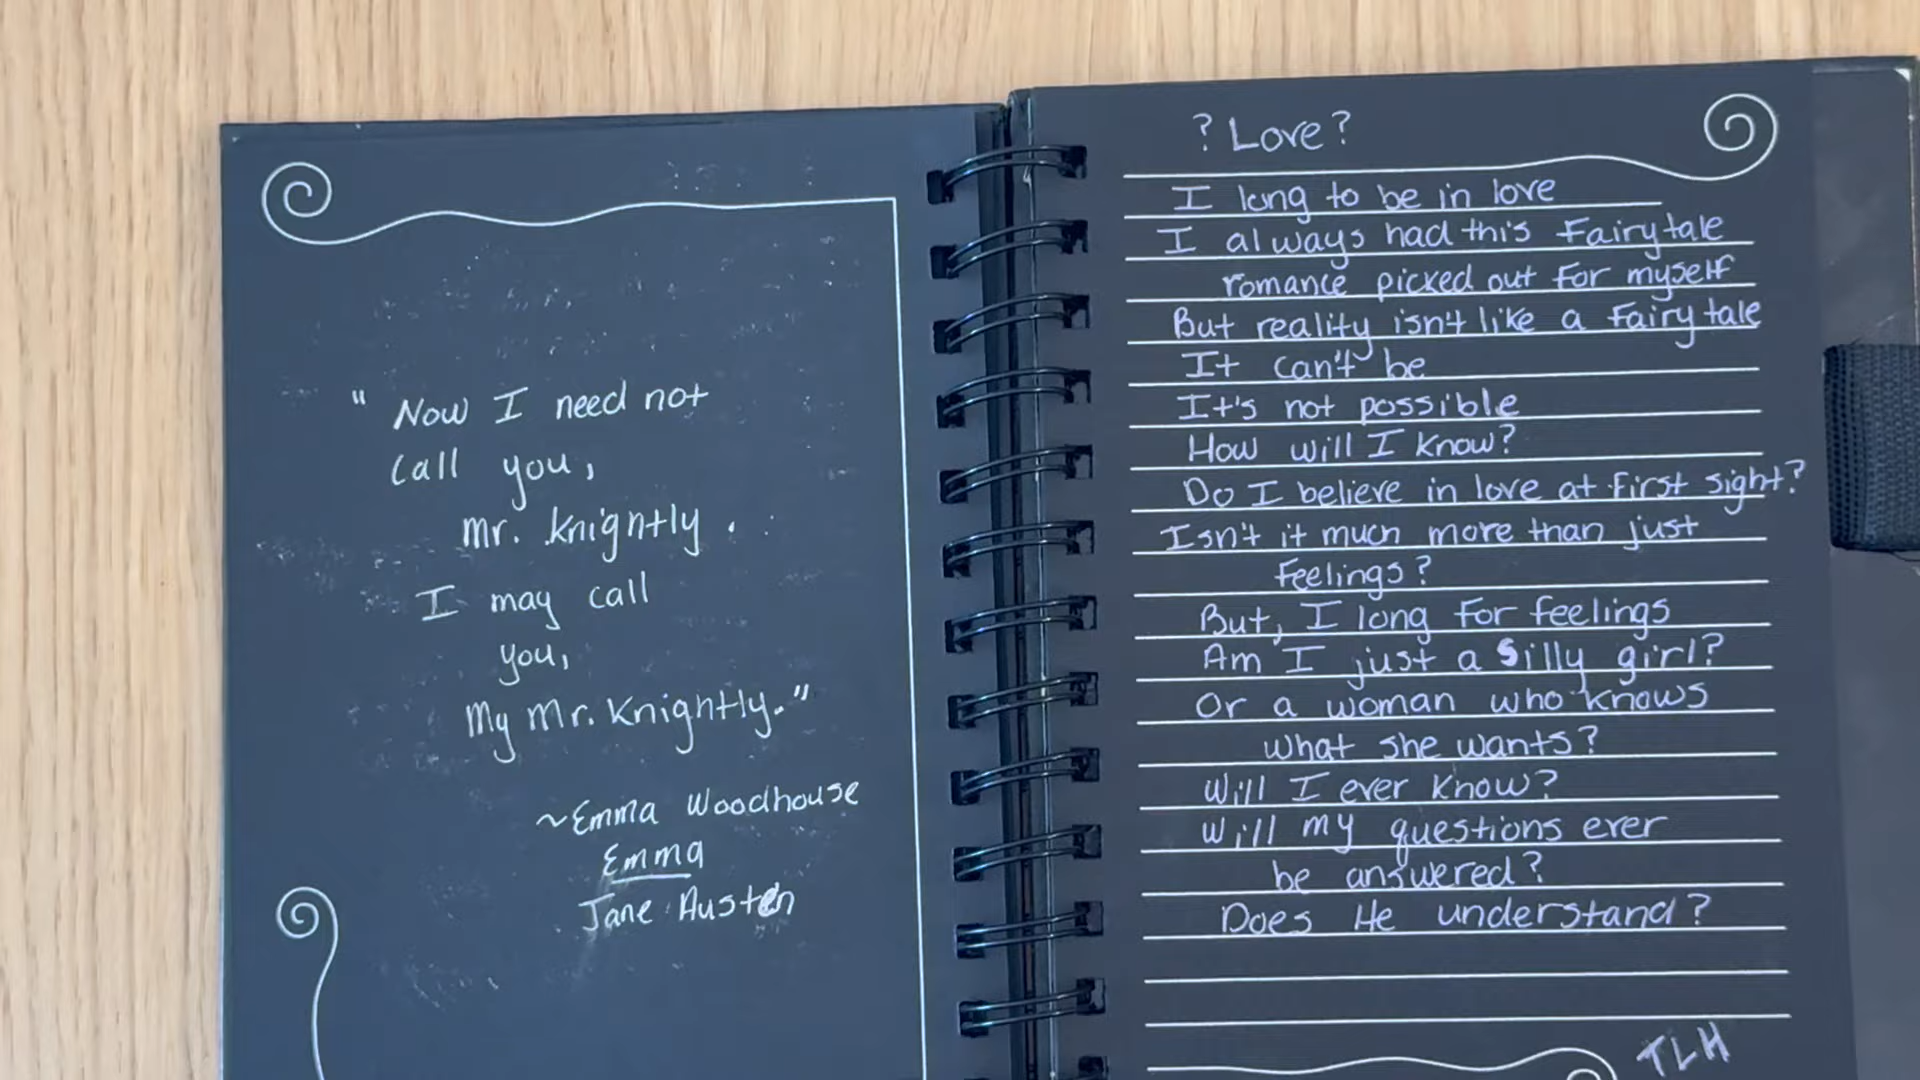 " Now I need not
call you,
Mr. Knightly.
I may call
you,
My Mr. Knightly."
~Emma Woodhouse
Emma
Jane Austen
? Love?
I long to be in love
I always had this Fairytale
romance picked out for myself
But reality isn't like a Fairytale
It can't be
It's not possible
How will I know?
Do I believe in love at first sight?
Isn't it much more than just
feelings?
But, I long for feelings
Am I just a silly girl?
Or a woman who knows
what she wants?
Will I ever know?
Will my questions ever
be answered?
Does He understand?
TLH